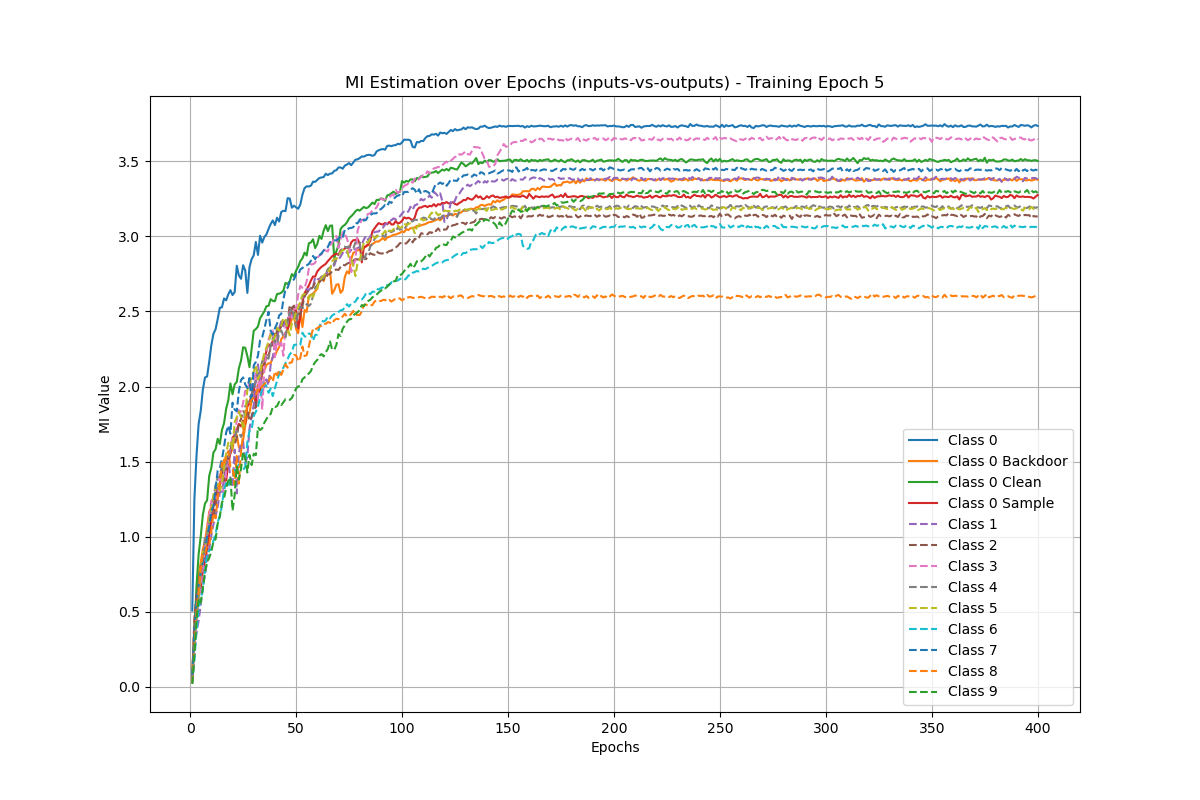 MI Estimation over Epochs (inputs-vs-outputs) - Training Epoch 5
MI Value
3.5
3.0
2.5
2.0
1.5
1.0
0.5
0.0
Class 0
Class 0 Backdoor
Class 0 Clean
Class 0 Sample
Class 1
Class 2
Class 3
Class 4
Class 5
Class 6
Class 7
Class 8
Class 9
0 50 100 150 200 250 300 350 400
Epochs